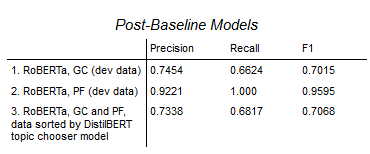 Post-Baseline Models
Precision Recall F1
1. RoBERTa, GC (dev data) 0.7454 0.6624 0.7015
2. RoBERTa, PF (dev data) 0.9221 1.000 0.9595
3. RoBERTa, GC and PF, 0.7338 0.6817 0.7068
data sorted by DistilBERT
topic chooser model